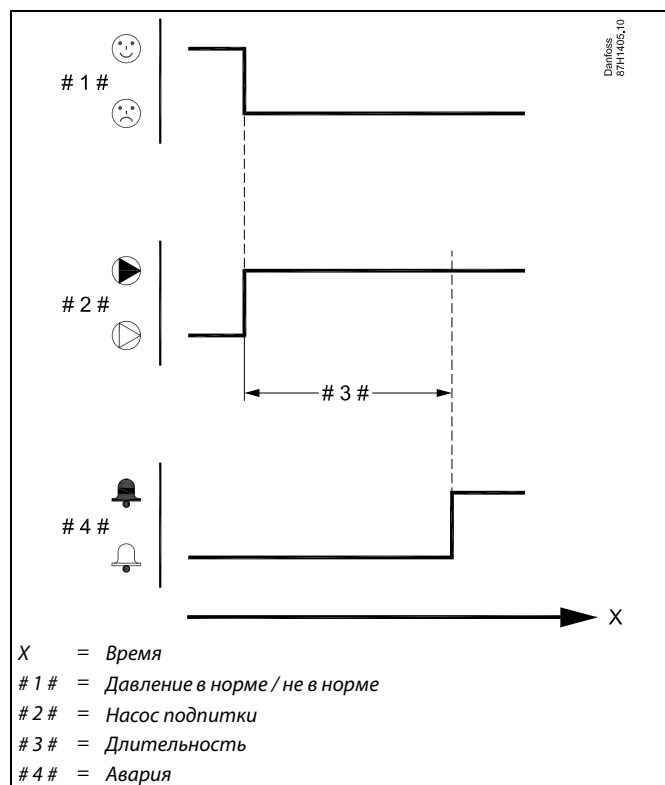 Danfoss
87H1405.10
# 1 #
# 2 #
# 3 #
# 4 #
X
X = Время
# 1 # = Давление в норме / не в норме
# 2 # = Насос подпитки
# 3 # = Длительность
# 4 # = Авария